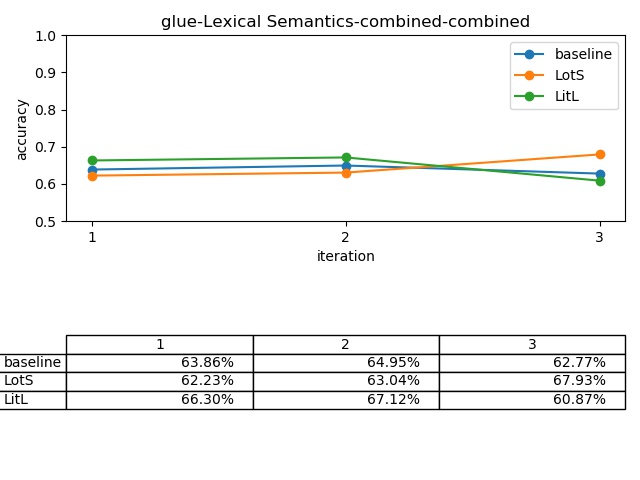 glue-Lexical Semantics-combined-combined
1.0
0.9
0.8
0.7
0.6
0.5
accuracy
baseline
LotS
LitL
1 2 3
iteration
1 2 3
baseline 63.86% 64.95% 62.77%
LotS 62.23% 63.04% 67.93%
LitL 66.30% 67.12% 60.87%